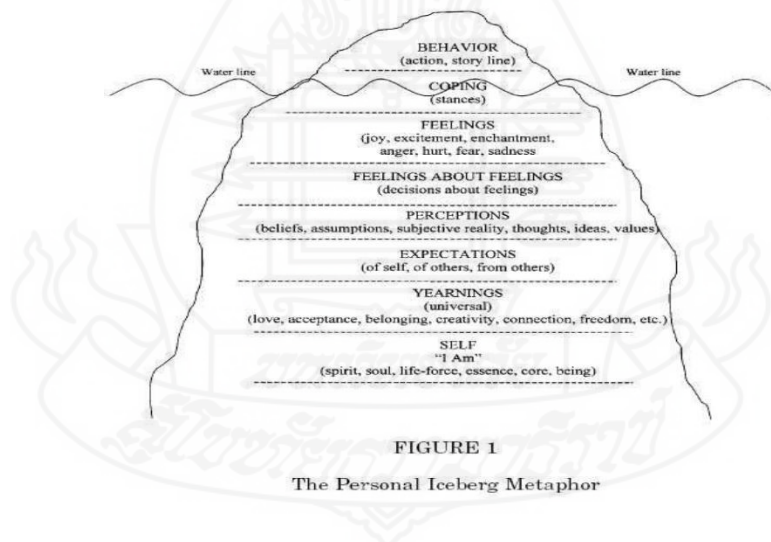 BEHAVIOR
(action, story line)
Water line
Water line
COPING
(stances)
FEELINGS
(joy, excitement, enchantment,
anger, hurt, fear, sadness
FEELINGS ABOUT FEELINGS
(decisions about feelings)
PERCEPTIONS
(beliefs, assumptions, subjective reality, thoughts, ideas, values)
EXPECTATIONS
(of self, of others, from others)
YEARNINGS
(universal)
(love, acceptance, belonging, creativity, connection, freedom, etc.)
SELF
"I Am"
(spirit, soul, life-force, essence, core, being)
FIGURE 1
The Personal Iceberg Metaphor